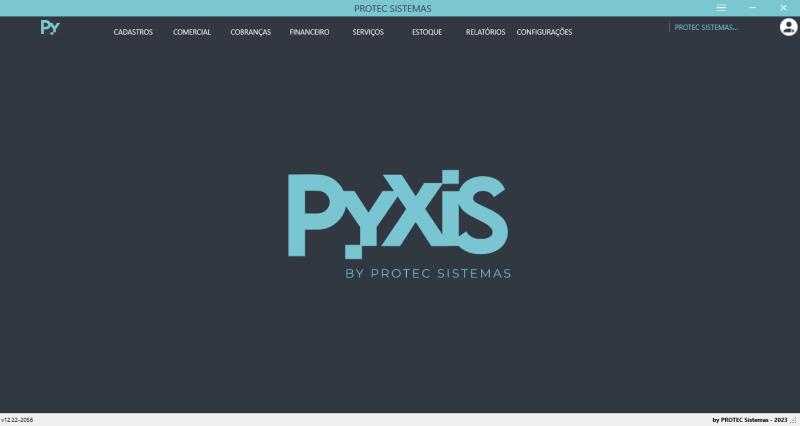 PROTEC SISTEMAS
Py CADASTROS COMERCIAL COBRANÇAS FINANCEIRO SERVIÇOS ESTOQUE RELATÓRIOS CONFIGURAÇÕES PROTEC SISTEMAS...
PyXiS
BY PROTEC SISTEMAS
v12.22-2056 by PROTEC Sistemas - 2023